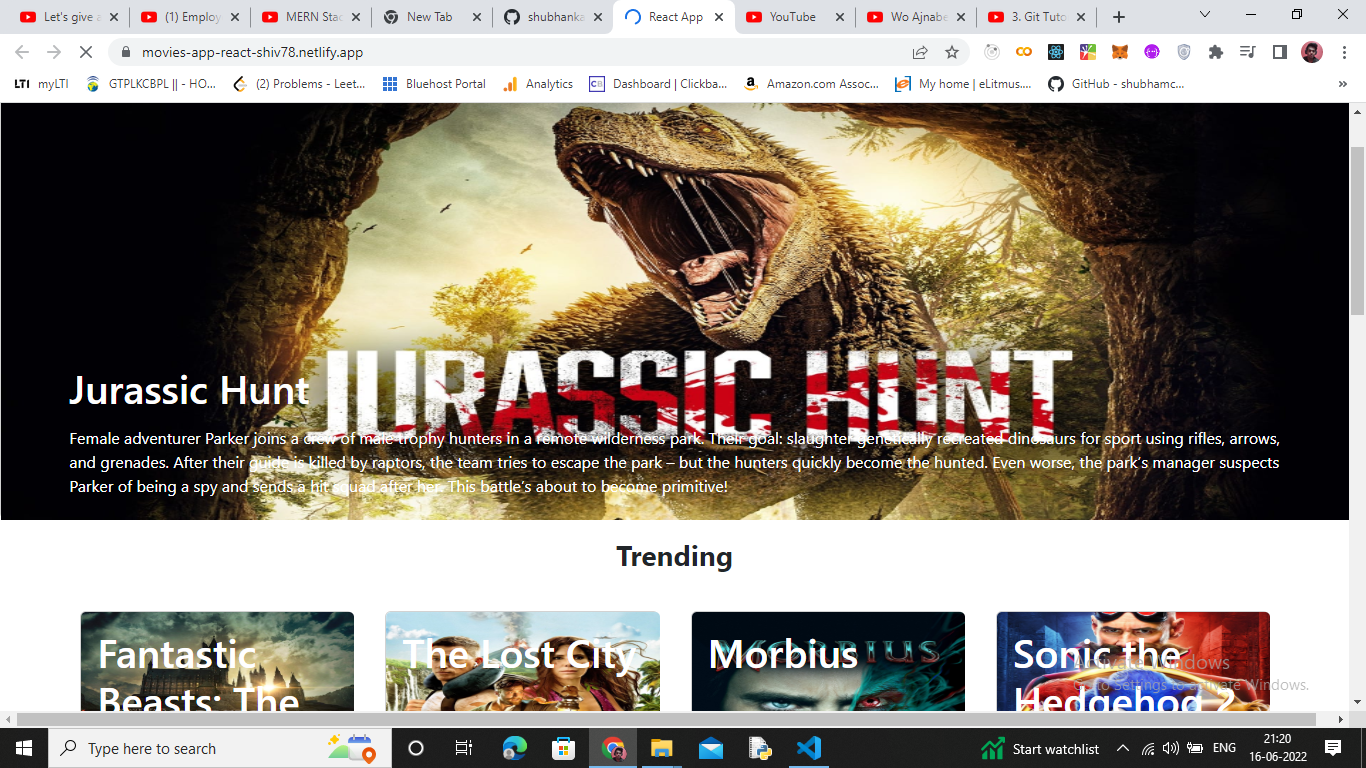 Let's give a
(1) Employ
MERN Stac
New Tab
shubhanka
React App
YouTube
Wo Ajnabe
3. Git Tuto
movies-app-react-shiv78.netlify.app
LTI myLTI
GTPLKCBPL || - HO...
(2) Problems - Leet...
Bluehost Portal
Analytics
CB Dashboard | Clickba...
Amazon.com Assoc...
My home | eLitmus....
GitHub - shubhamc...
»
JURASSIC HUNT
Jurassic Hunt
Female adventurer Parker joins a crew of male trophy hunters in a remote wilderness park. Their goal: slaughter genetically recreated dinosaurs for sport using rifles, arrows,
and grenades. After their guide is killed by raptors, the team tries to escape the park – but the hunters quickly become the hunted. Even worse, the park's manager suspects
Parker of being a spy and sends a hit squad after her. This battle's about to become primitive!
Trending
Fantastic
Beasts: The
The Lost City
Morbius
Sonic the
Hedgehog 2
Activate Windows
Go to Settings to activate Windows.
Type here to search
Start watchlist
ENG
21:20
16-06-2022